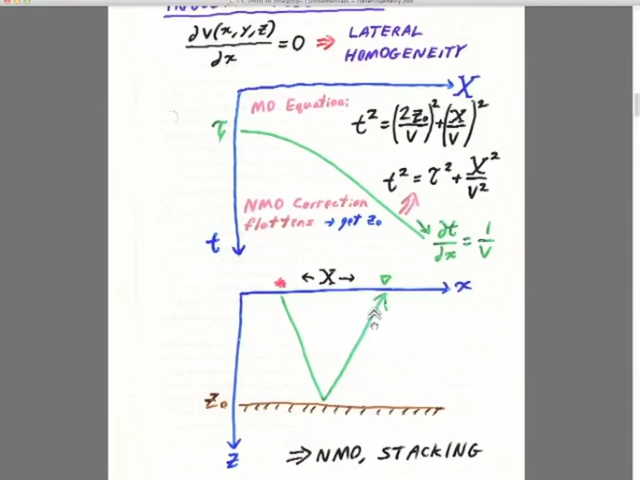 ∂v(x,y,z)/∂x = 0 ⇒ LATERAL
HOMOGENEITY
X
MO Equation:
t² = (2z₀/v)² + (X/v)²
τ
t² = τ² + X²/v²
NMO Correction
flattens → get z₀
∂t/∂x = 1/v
t
* ← X → ▽
x
z₀
z
⇒ NMO, STACKING